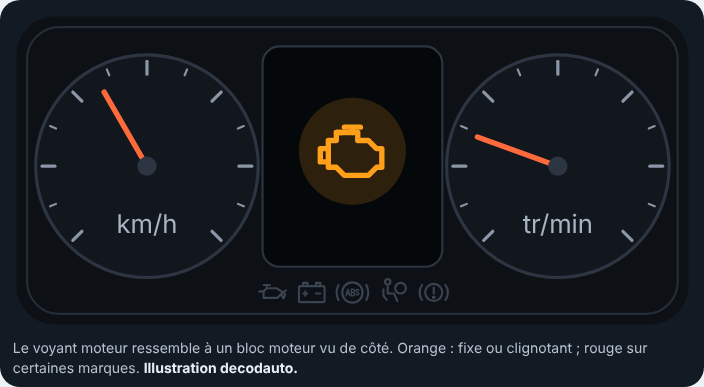 km/h
tr/min
ABS
Le voyant moteur ressemble à un bloc moteur vu de côté. Orange : fixe ou clignotant ; rouge sur
certaines marques. Illustration decodauto.